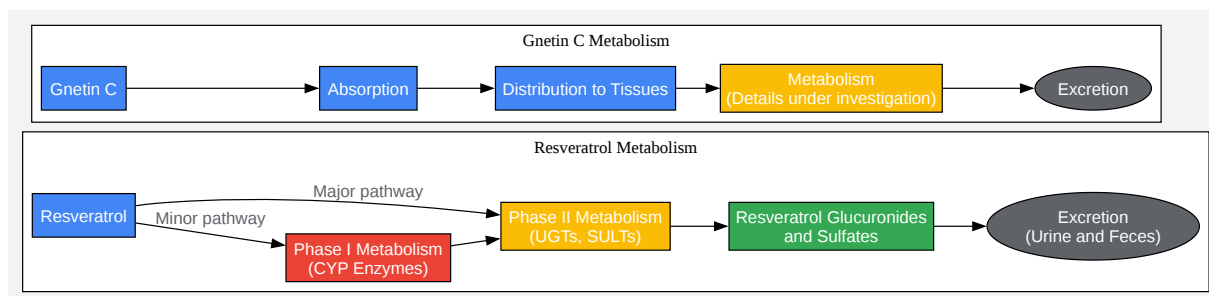 Gnetin C Metabolism
Gnetin C
Absorption
Distribution to Tissues
Metabolism
(Details under investigation)
Excretion
Resveratrol Metabolism
Resveratrol
Major pathway
Minor pathway
Phase I Metabolism
(CYP Enzymes)
Phase II Metabolism
(UGTs, SULTs)
Resveratrol Glucuronides
and Sulfates
Excretion
(Urine and Feces)